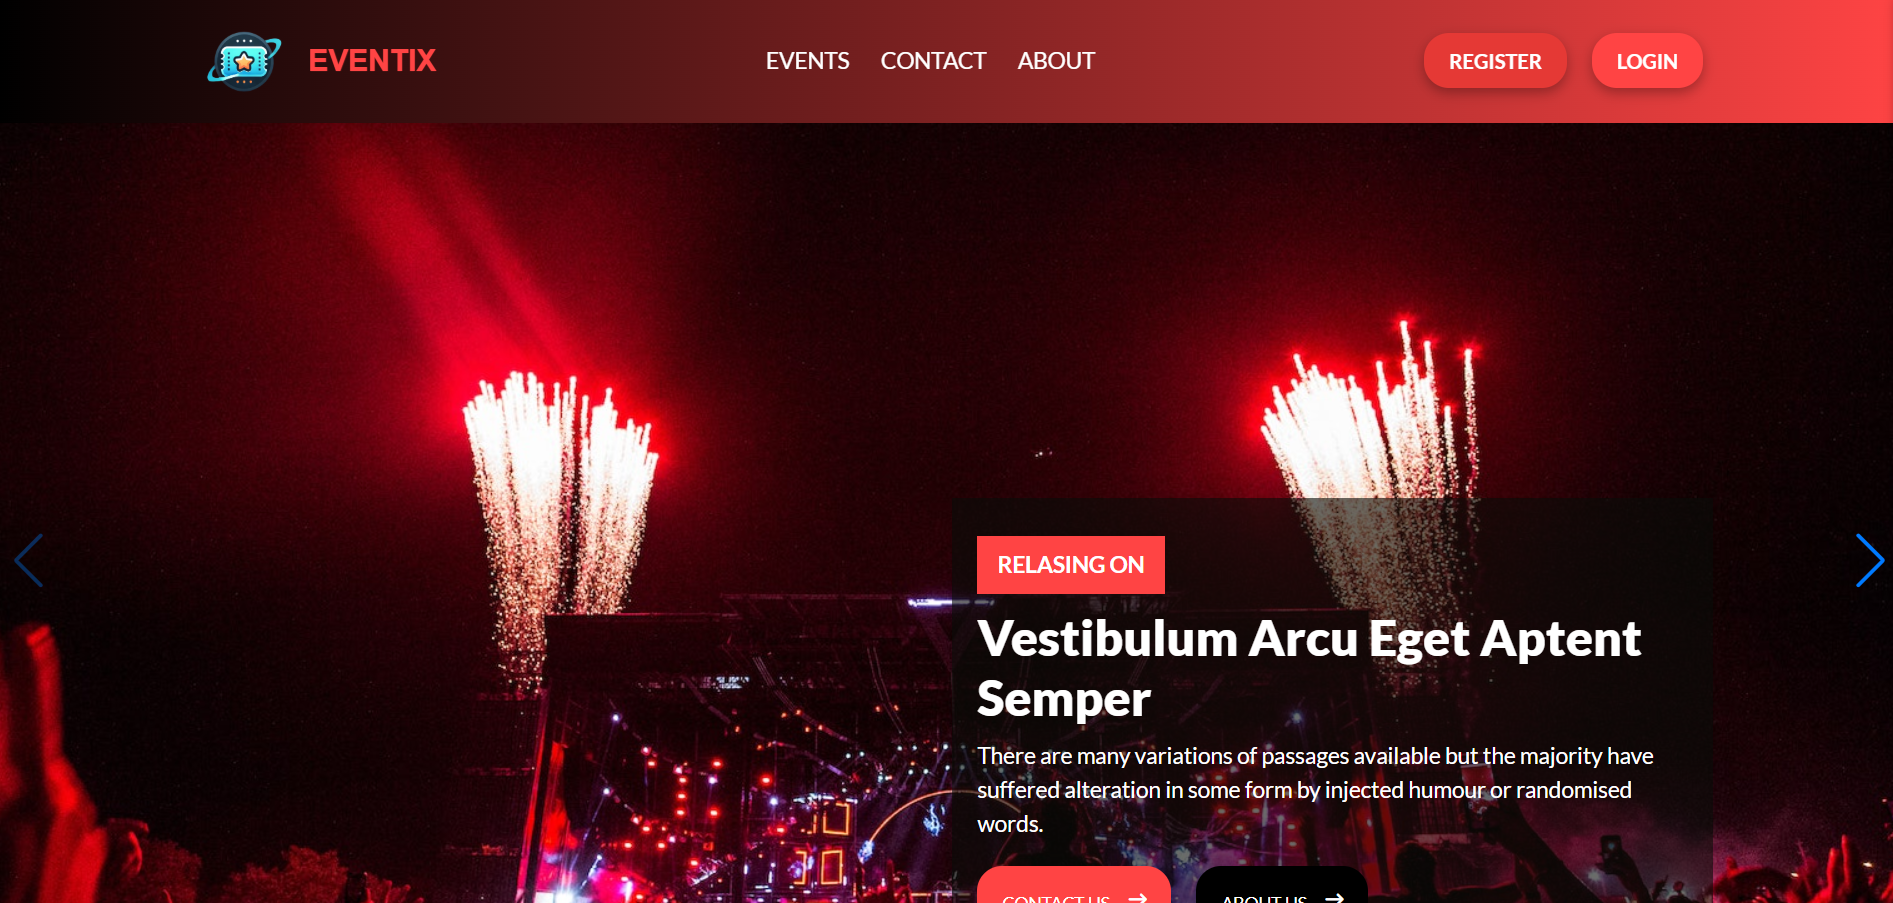 EVENTIX
EVENTS CONTACT ABOUT
REGISTER LOGIN
RELASING ON
Vestibulum Arcu Eget Aptent
Semper
There are many variations of passages available but the majority have
suffered alteration in some form by injected humour or randomised
words.
CONTACT US ABOUT US